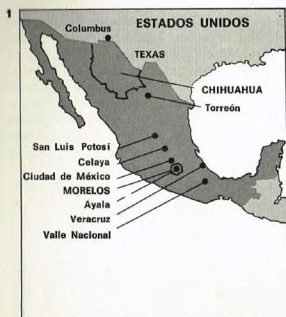 1
ESTADOS UNIDOS
Columbus
TEXAS
CHIHUAHUA
Torreón
San Luis Potosí
Celaya
Ciudad de México
MORELOS
Ayala
Veracruz
Valle Nacional